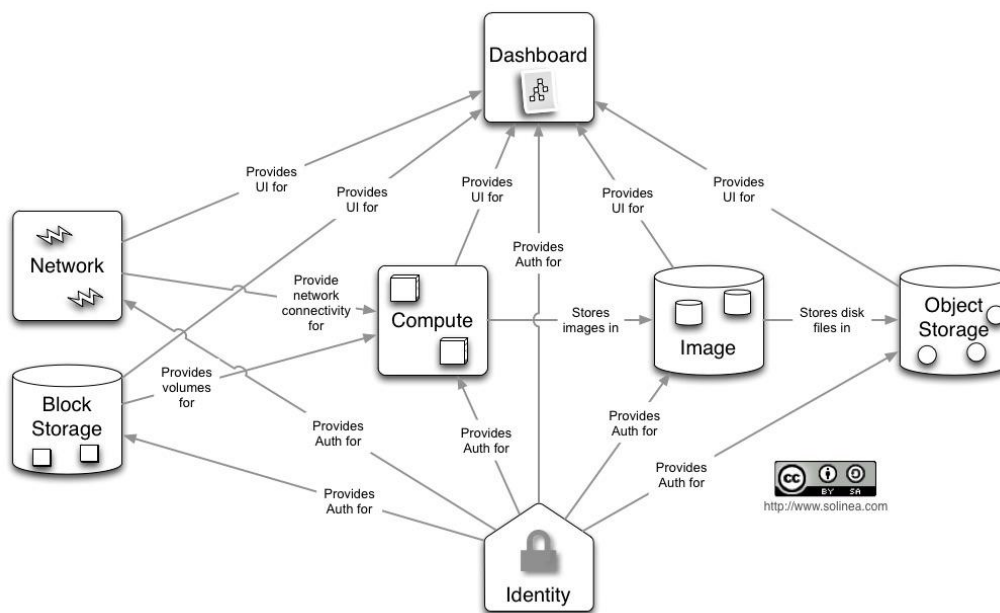 Dashboard
Provides
UI for
Provides
UI for
Provides
UI for
Provides
UI for
Provides
UI for
Provides
Auth for
Network
Provide
network
connectivity
for
Compute
Stores
images in
Image
Stores disk
files in
Object
Storage
Block
Storage
Provides
volumes
for
Provides
Auth for
Provides
Auth for
Provides
Auth for
Provides
Auth for
Provides
Auth for
Identity
cc
BY SA
http://www.solinea.com